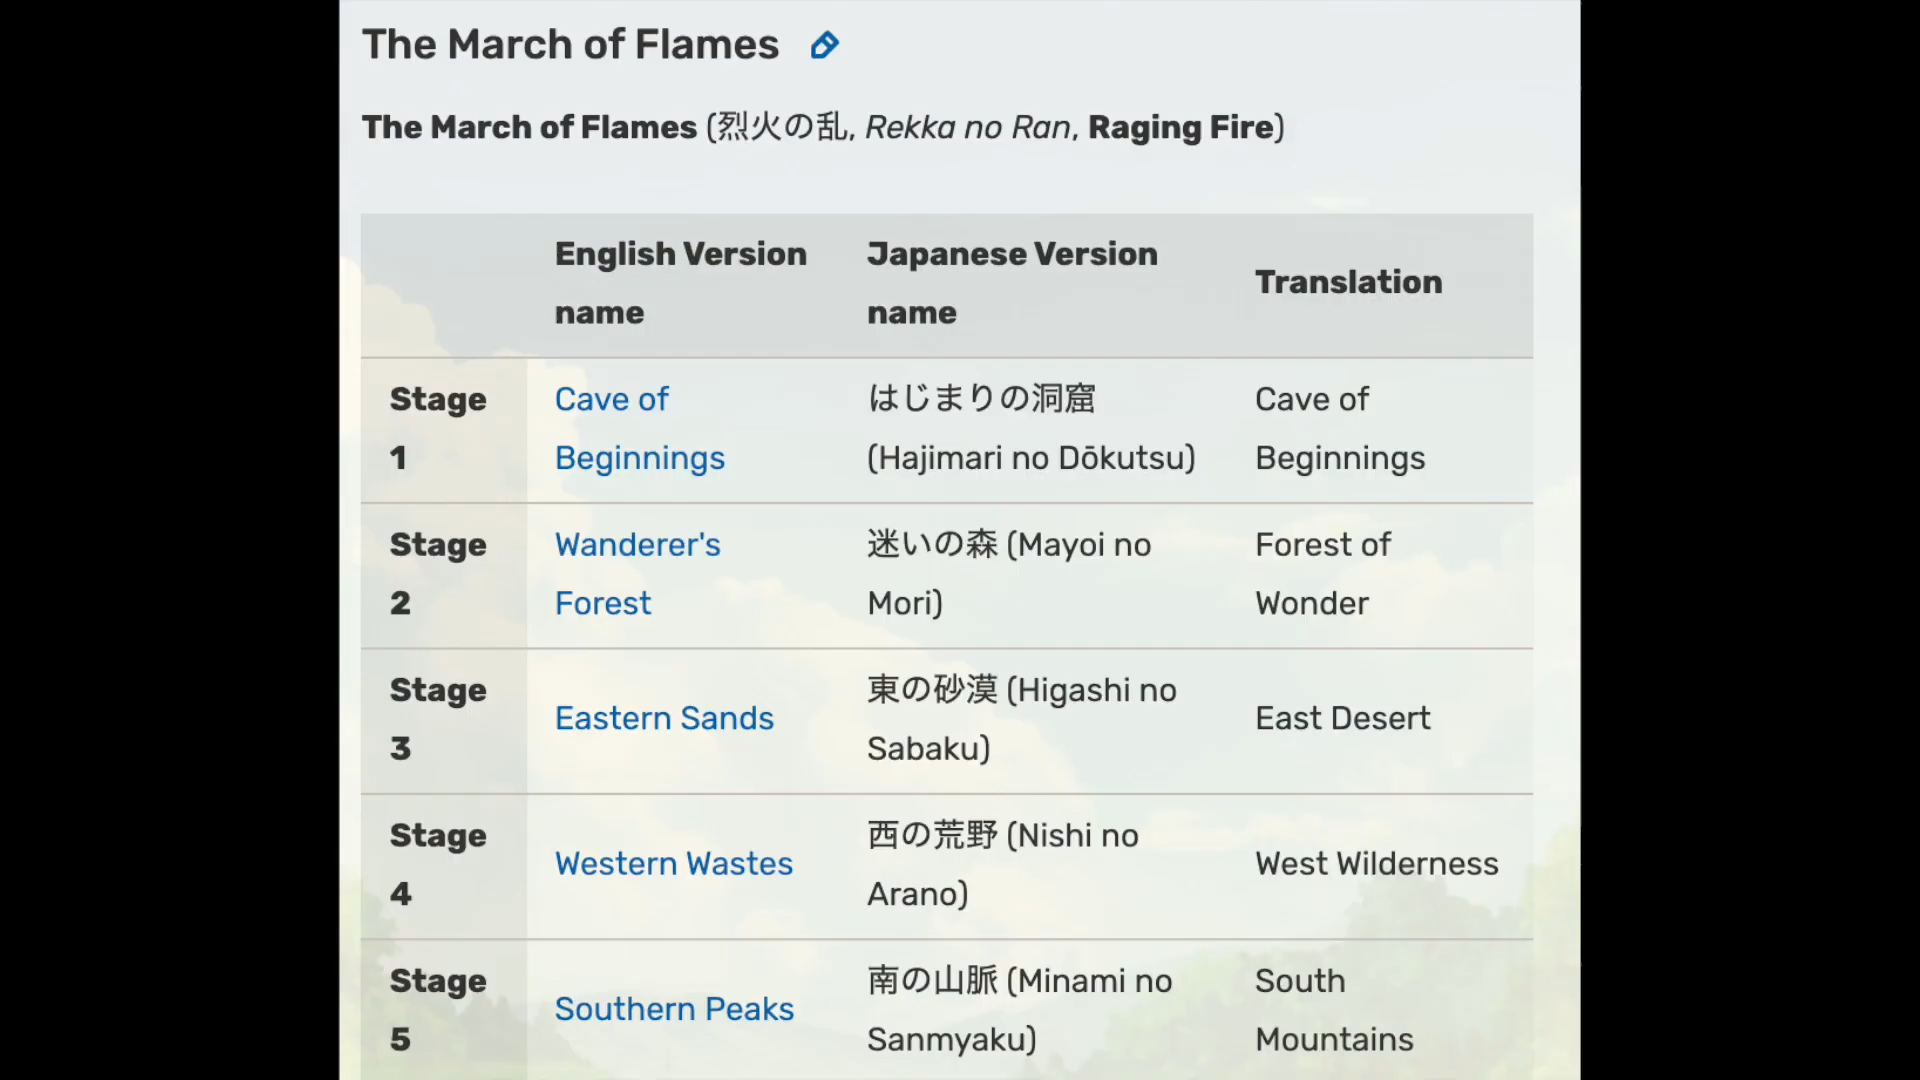 The March of Flames
The March of Flames (烈火の乱, Rekka no Ran, Raging Fire)
English Version name
Japanese Version name
Translation
Stage 1
Cave of Beginnings
はじまりの洞窟 (Hajimari no Dōkutsu)
Cave of Beginnings
Stage 2
Wanderer's Forest
迷いの森 (Mayoi no Mori)
Forest of Wonder
Stage 3
Eastern Sands
東の砂漠 (Higashi no Sabaku)
East Desert
Stage 4
Western Wastes
西の荒野 (Nishi no Arano)
West Wilderness
Stage 5
Southern Peaks
南の山脈 (Minami no Sanmyaku)
South Mountains